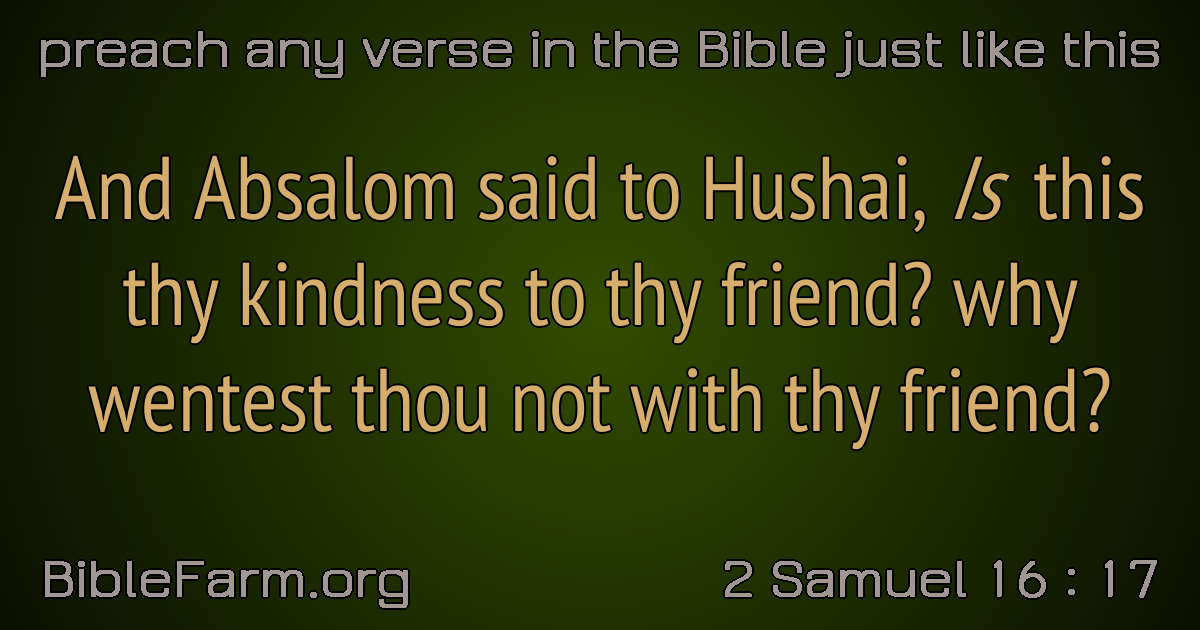 preach any verse in the Bible just like this
And Absalom said to Hushai, Is this
thy kindness to thy friend? why
wentest thou not with thy friend?
BibleFarm.org
2 Samuel 16 : 17